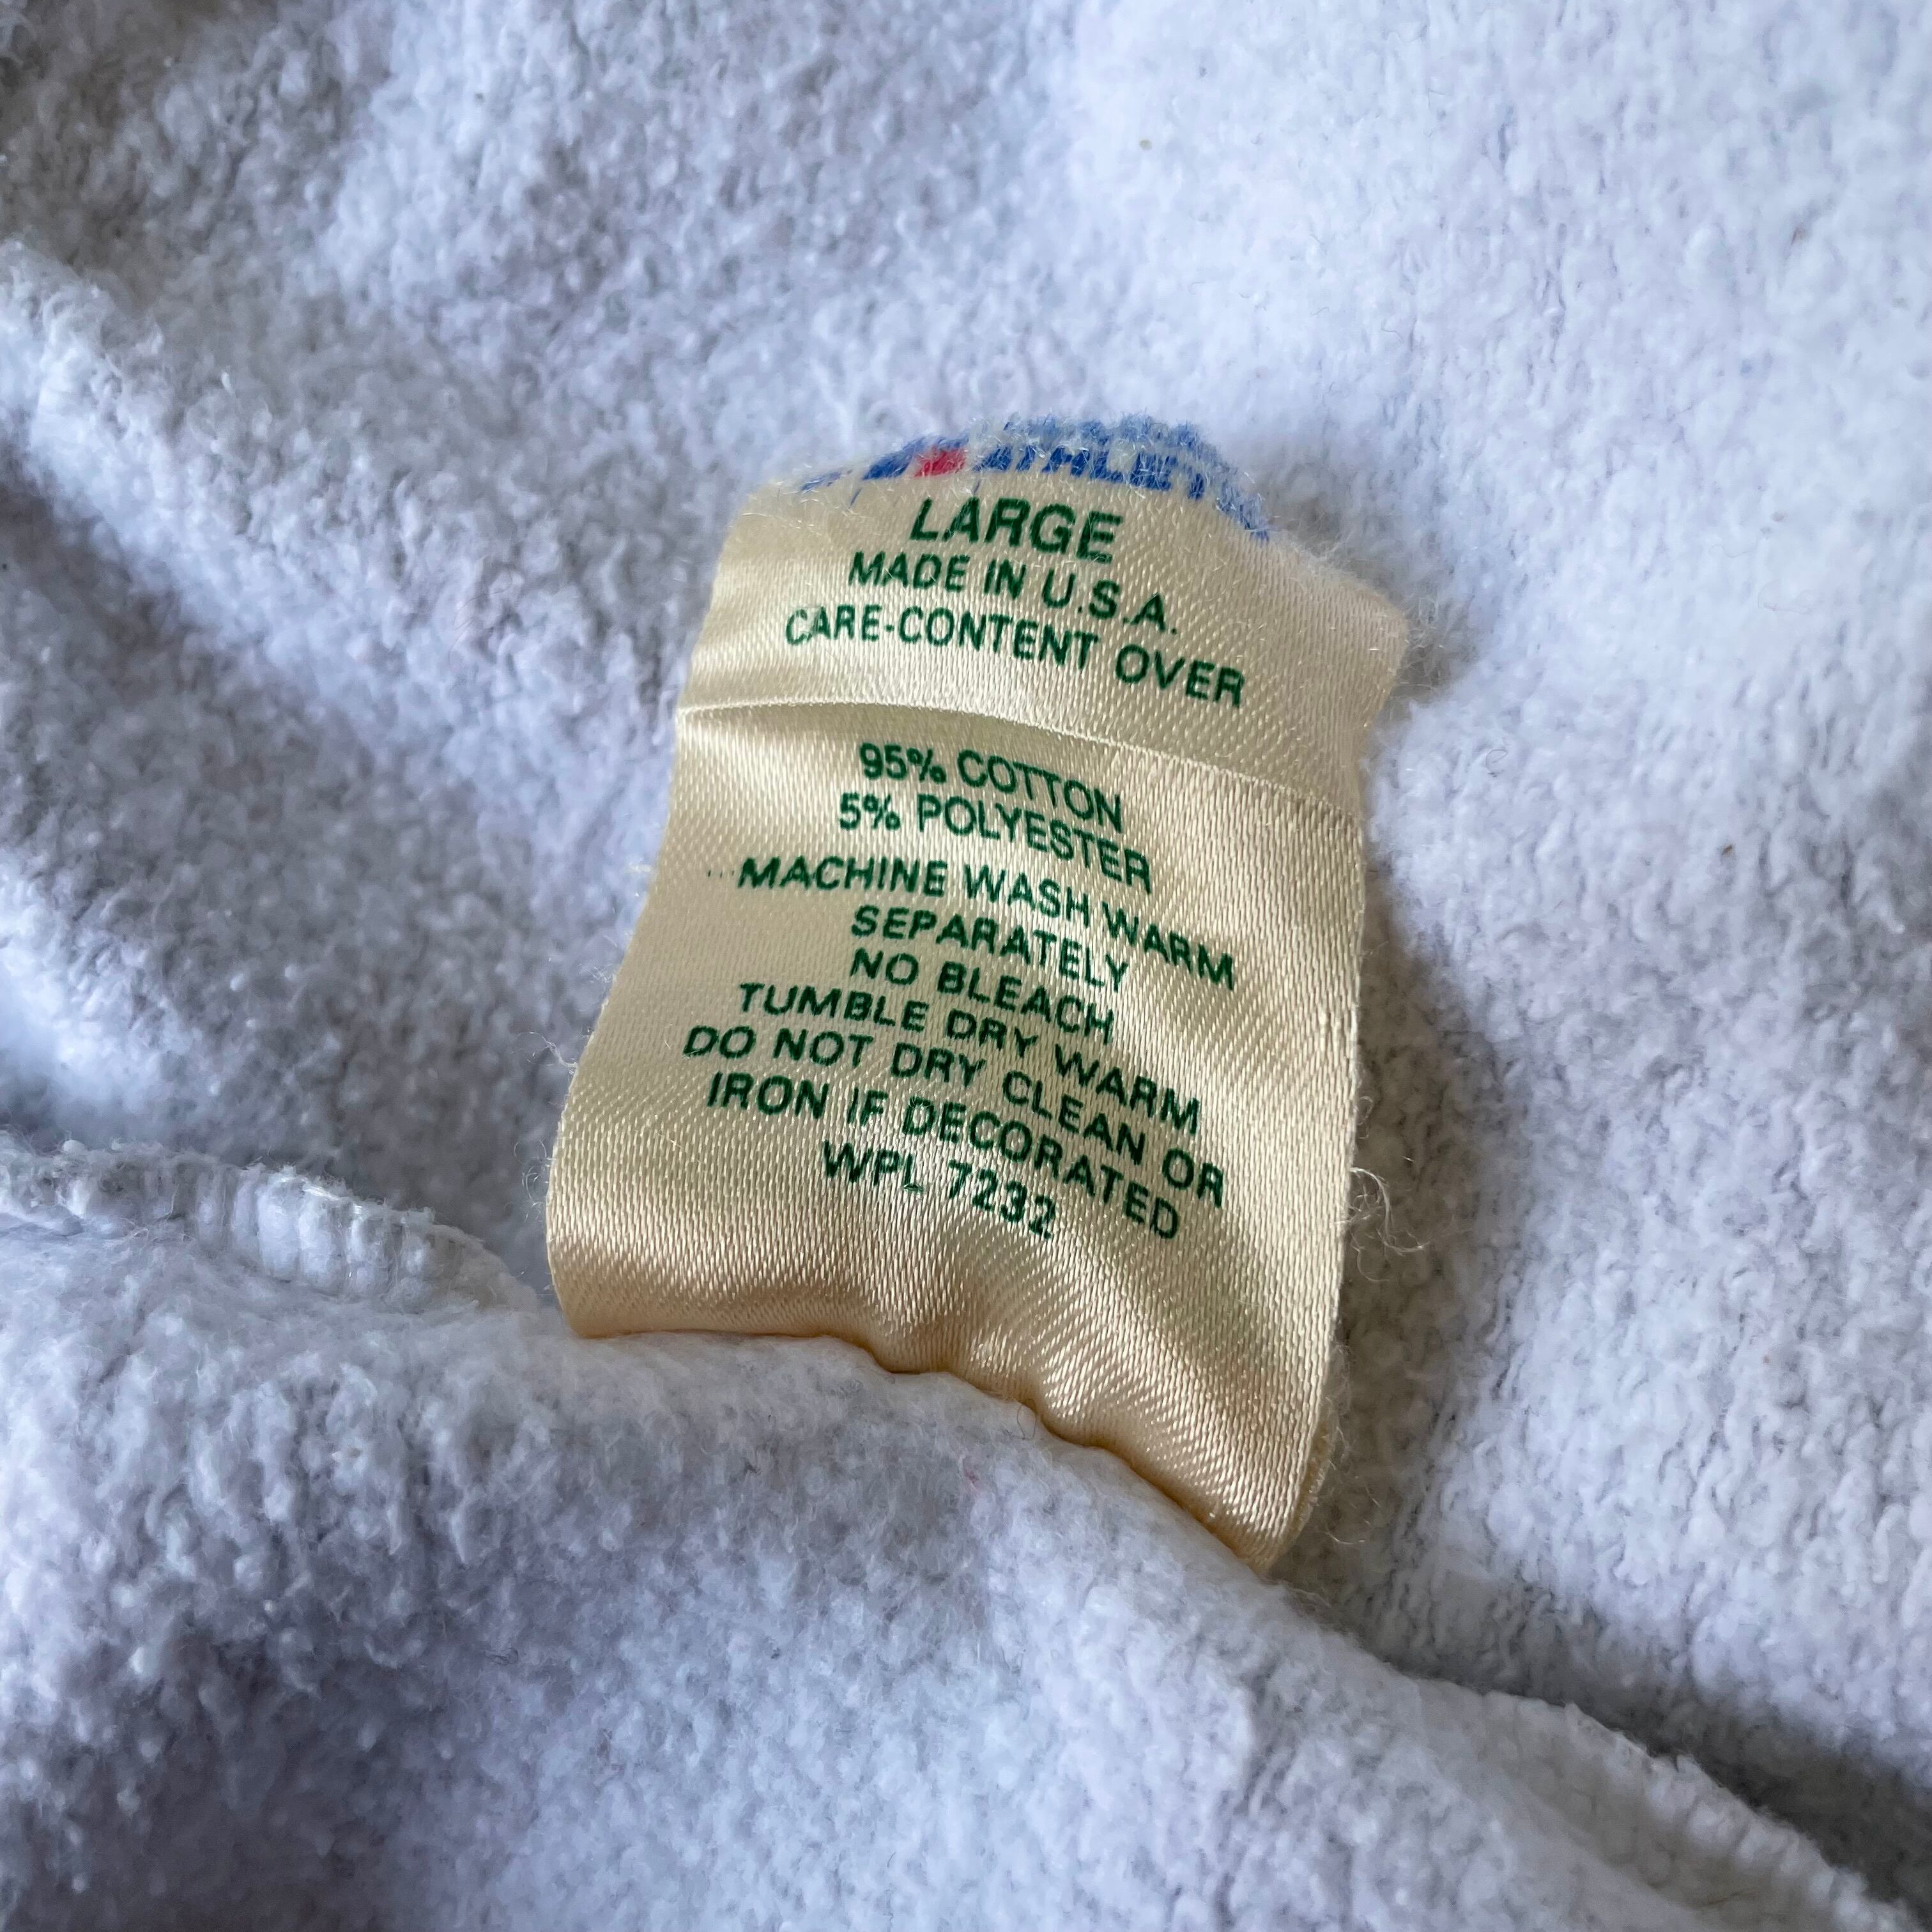 LARGE
MADE IN U.S.A.
CARE-CONTENT OVER
95% COTTON
5% POLYESTER
MACHINE WASH WARM
SEPARATELY
NO BLEACH
TUMBLE DRY WARM
DO NOT DRY CLEAN OR
IRON IF DECORATED
WPL 7232